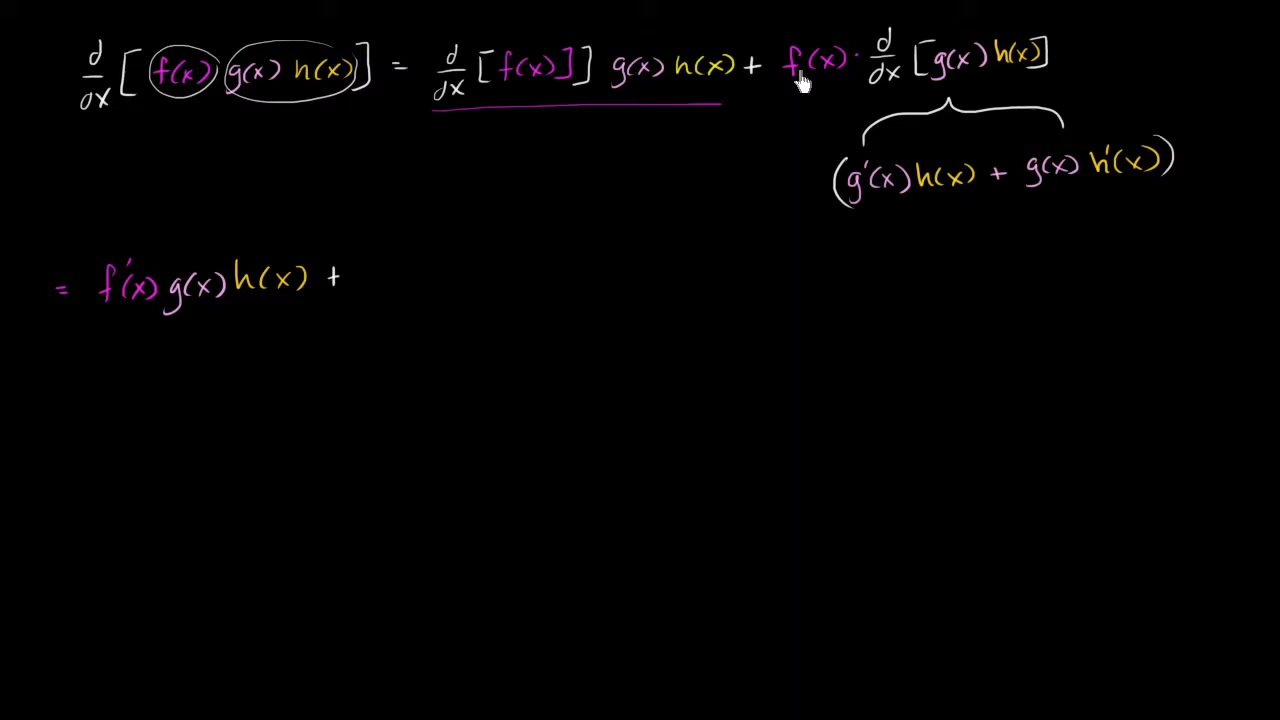 d/dx [f(x) g(x) h(x)] = d/dx [f(x)]] g(x) h(x) + f(x) · d/dx [g(x) h(x)]
(g'(x) h(x) + g(x) h'(x))
= f'(x) g(x) h(x) +